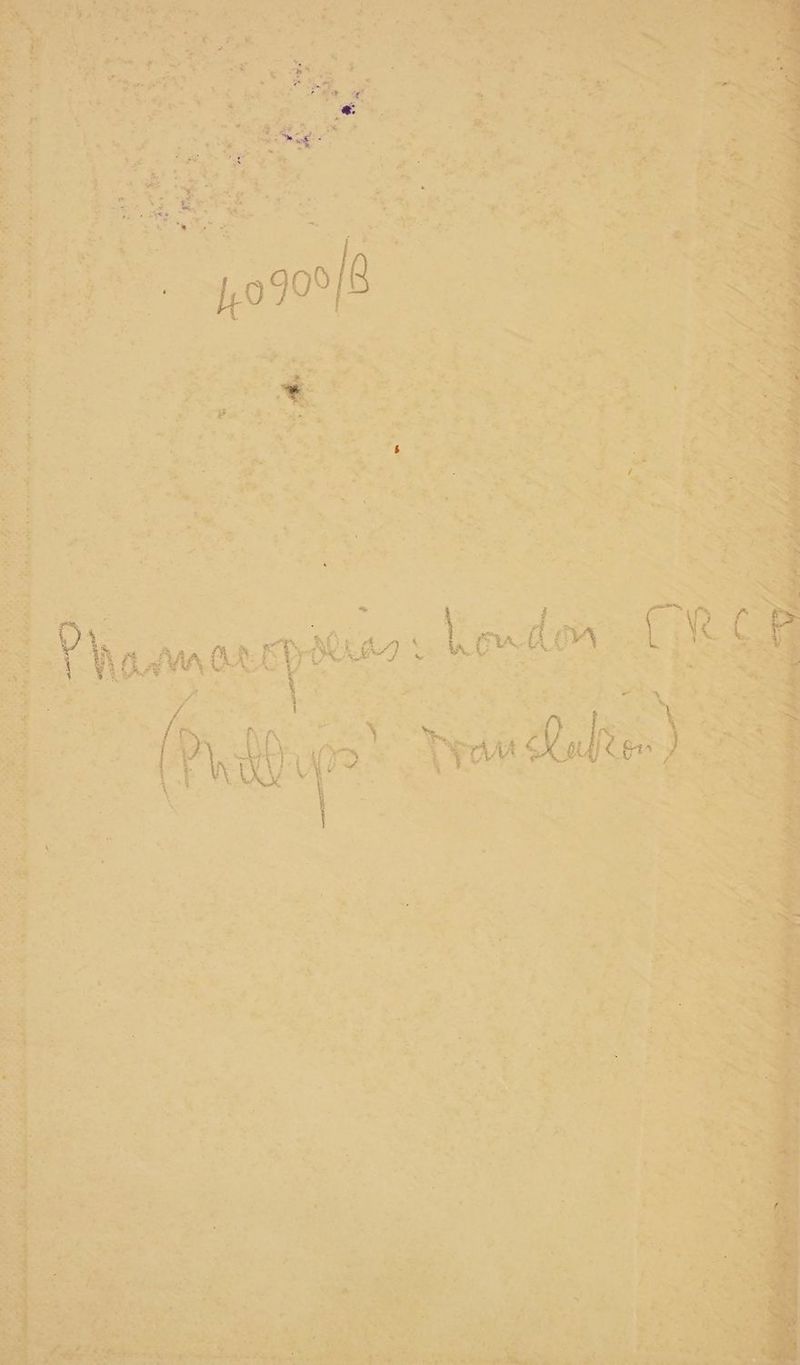 40900/B
Pharmacopoeias: London [RCP
(Phillips' Translation)